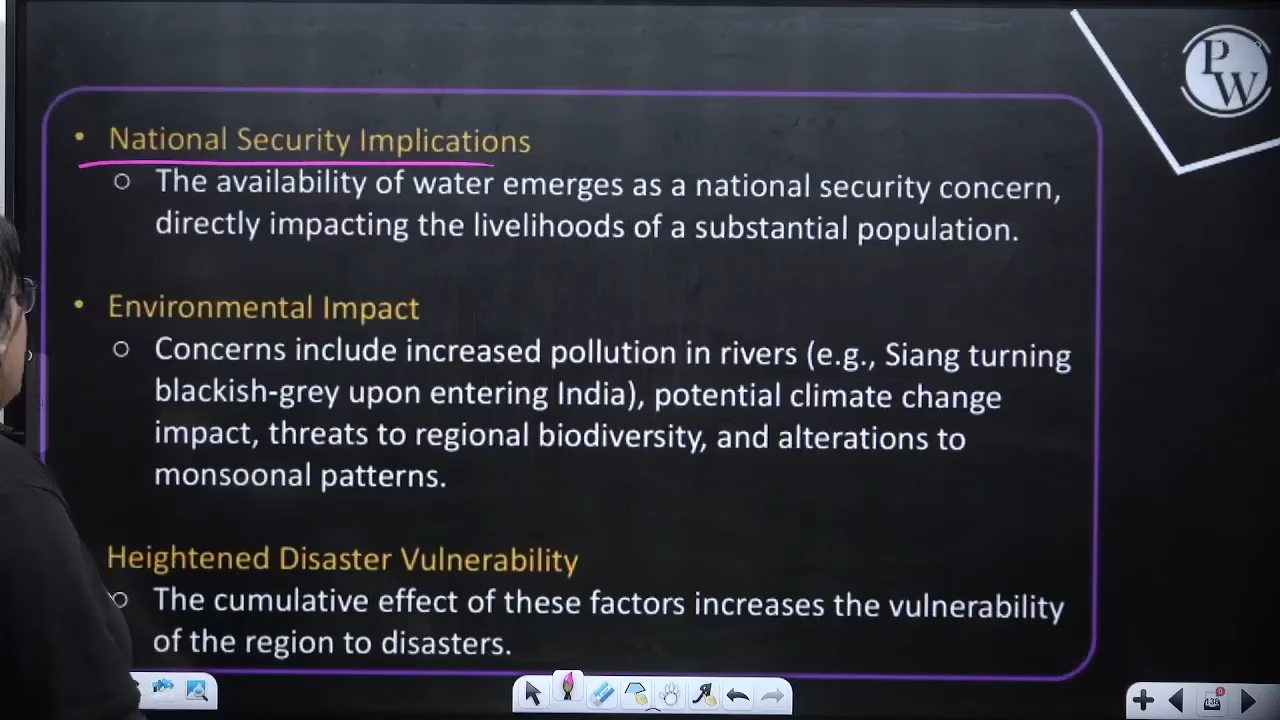 PW
• National Security Implications
○ The availability of water emerges as a national security concern,
directly impacting the livelihoods of a substantial population.
• Environmental Impact
○ Concerns include increased pollution in rivers (e.g., Siang turning
blackish-grey upon entering India), potential climate change
impact, threats to regional biodiversity, and alterations to
monsoonal patterns.
Heightened Disaster Vulnerability
○ The cumulative effect of these factors increases the vulnerability
of the region to disasters.